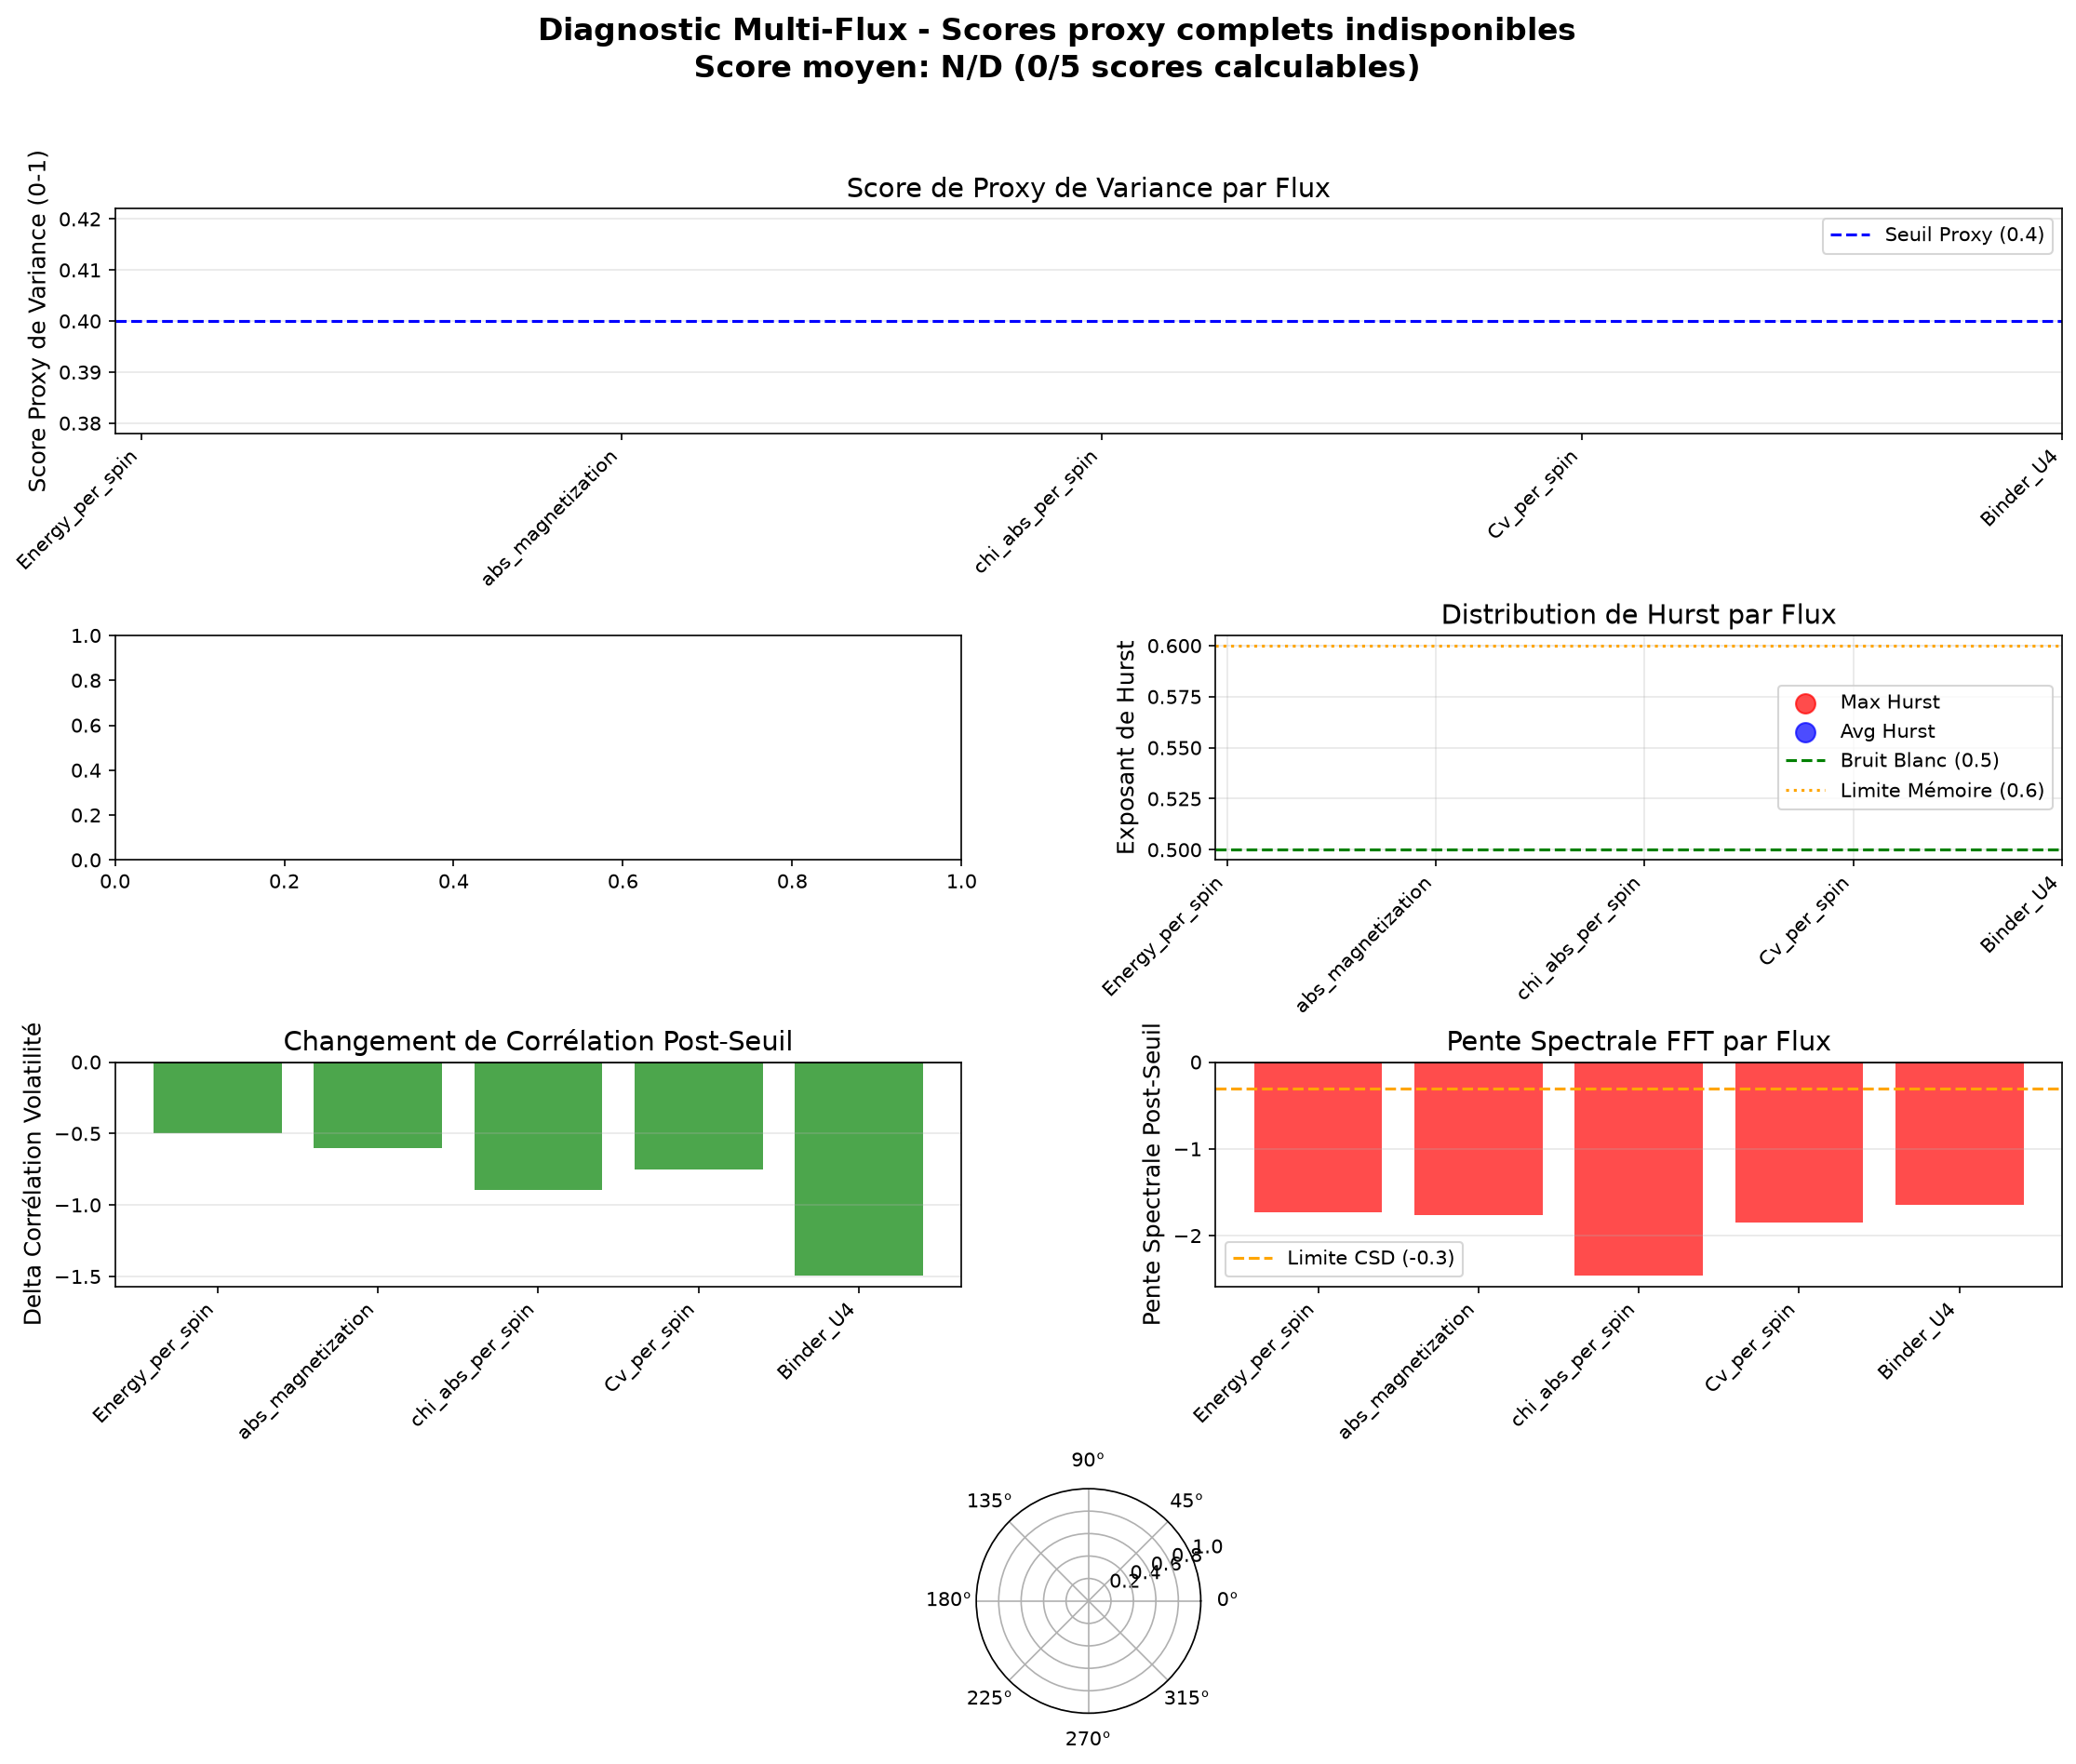 Diagnostic Multi-Flux - Scores proxy complets indisponibles
Score moyen: N/D (0/5 scores calculables)
Score de Proxy de Variance par Flux
Score Proxy de Variance (0-1)
0.42
0.41
0.40
0.39
0.38
Seuil Proxy (0.4)
Energy_per_spin
abs_magnetization
chi_abs_per_spin
Cv_per_spin
Binder_U4
1.0
0.8
0.6
0.4
0.2
0.0
0.0
0.2
0.4
0.6
0.8
1.0
Distribution de Hurst par Flux
Exposant de Hurst
0.600
0.575
0.550
0.525
0.500
Max Hurst
Avg Hurst
Bruit Blanc (0.5)
Limite Mémoire (0.6)
Energy_per_spin
abs_magnetization
chi_abs_per_spin
Cv_per_spin
Binder_U4
Changement de Corrélation Post-Seuil
Delta Corrélation Volatilité
0.0
−0.5
−1.0
−1.5
Energy_per_spin
abs_magnetization
chi_abs_per_spin
Cv_per_spin
Binder_U4
Pente Spectrale FFT par Flux
Pente Spectrale Post-Seuil
0
−1
−2
Limite CSD (-0.3)
Energy_per_spin
abs_magnetization
chi_abs_per_spin
Cv_per_spin
Binder_U4
90°
135°
45°
1.0
0.8
0.6
0.4
0.2
180°
0°
225°
315°
270°